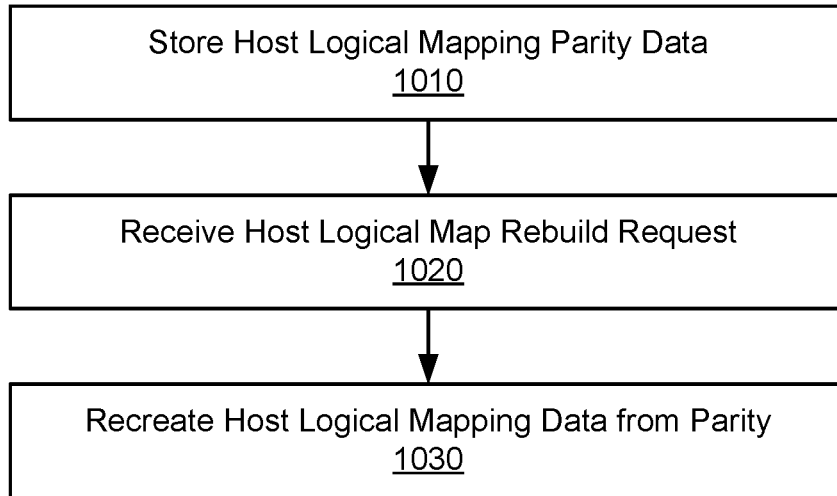 Store Host Logical Mapping Parity Data
1010
Receive Host Logical Map Rebuild Request
1020
Recreate Host Logical Mapping Data from Parity
1030